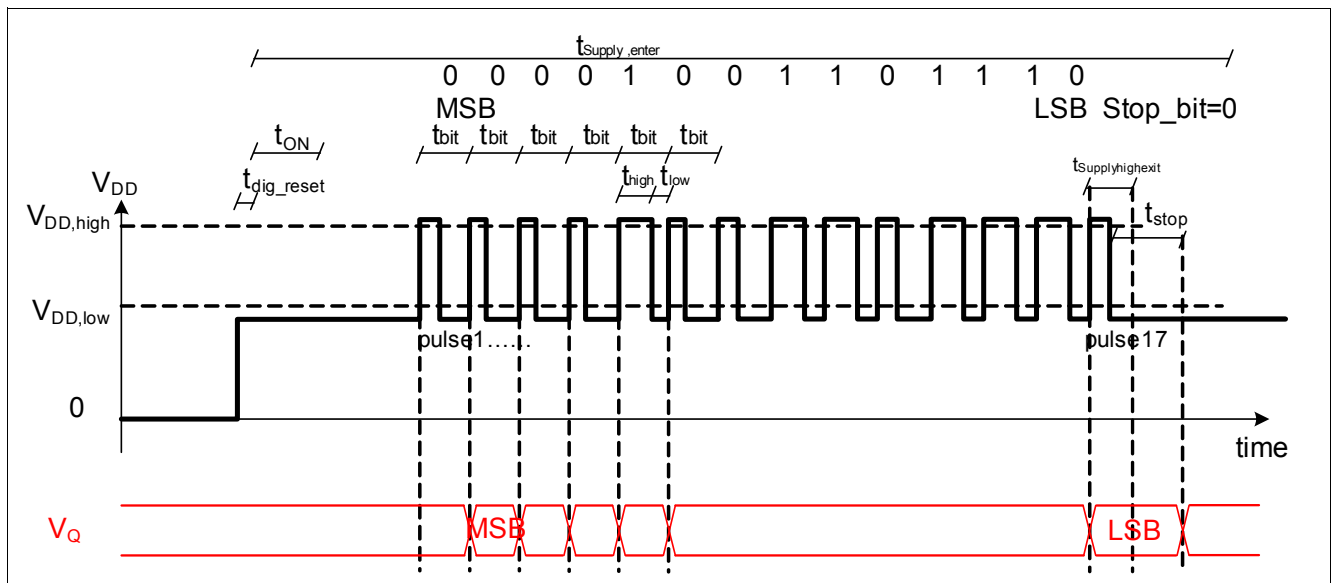 tSupply,enter
0 0 0 0 1 0 0 1 1 0 1 1 1 0
MSB LSB Stop_bit=0
tON tbit tbit tbit tbit tbit tbit
tSupplyhighexit
VDD tdig_reset thigh tlow
VDD,high tstop
VDD,low
pulse1...... pulse17
0
time
VQ MSB LSB